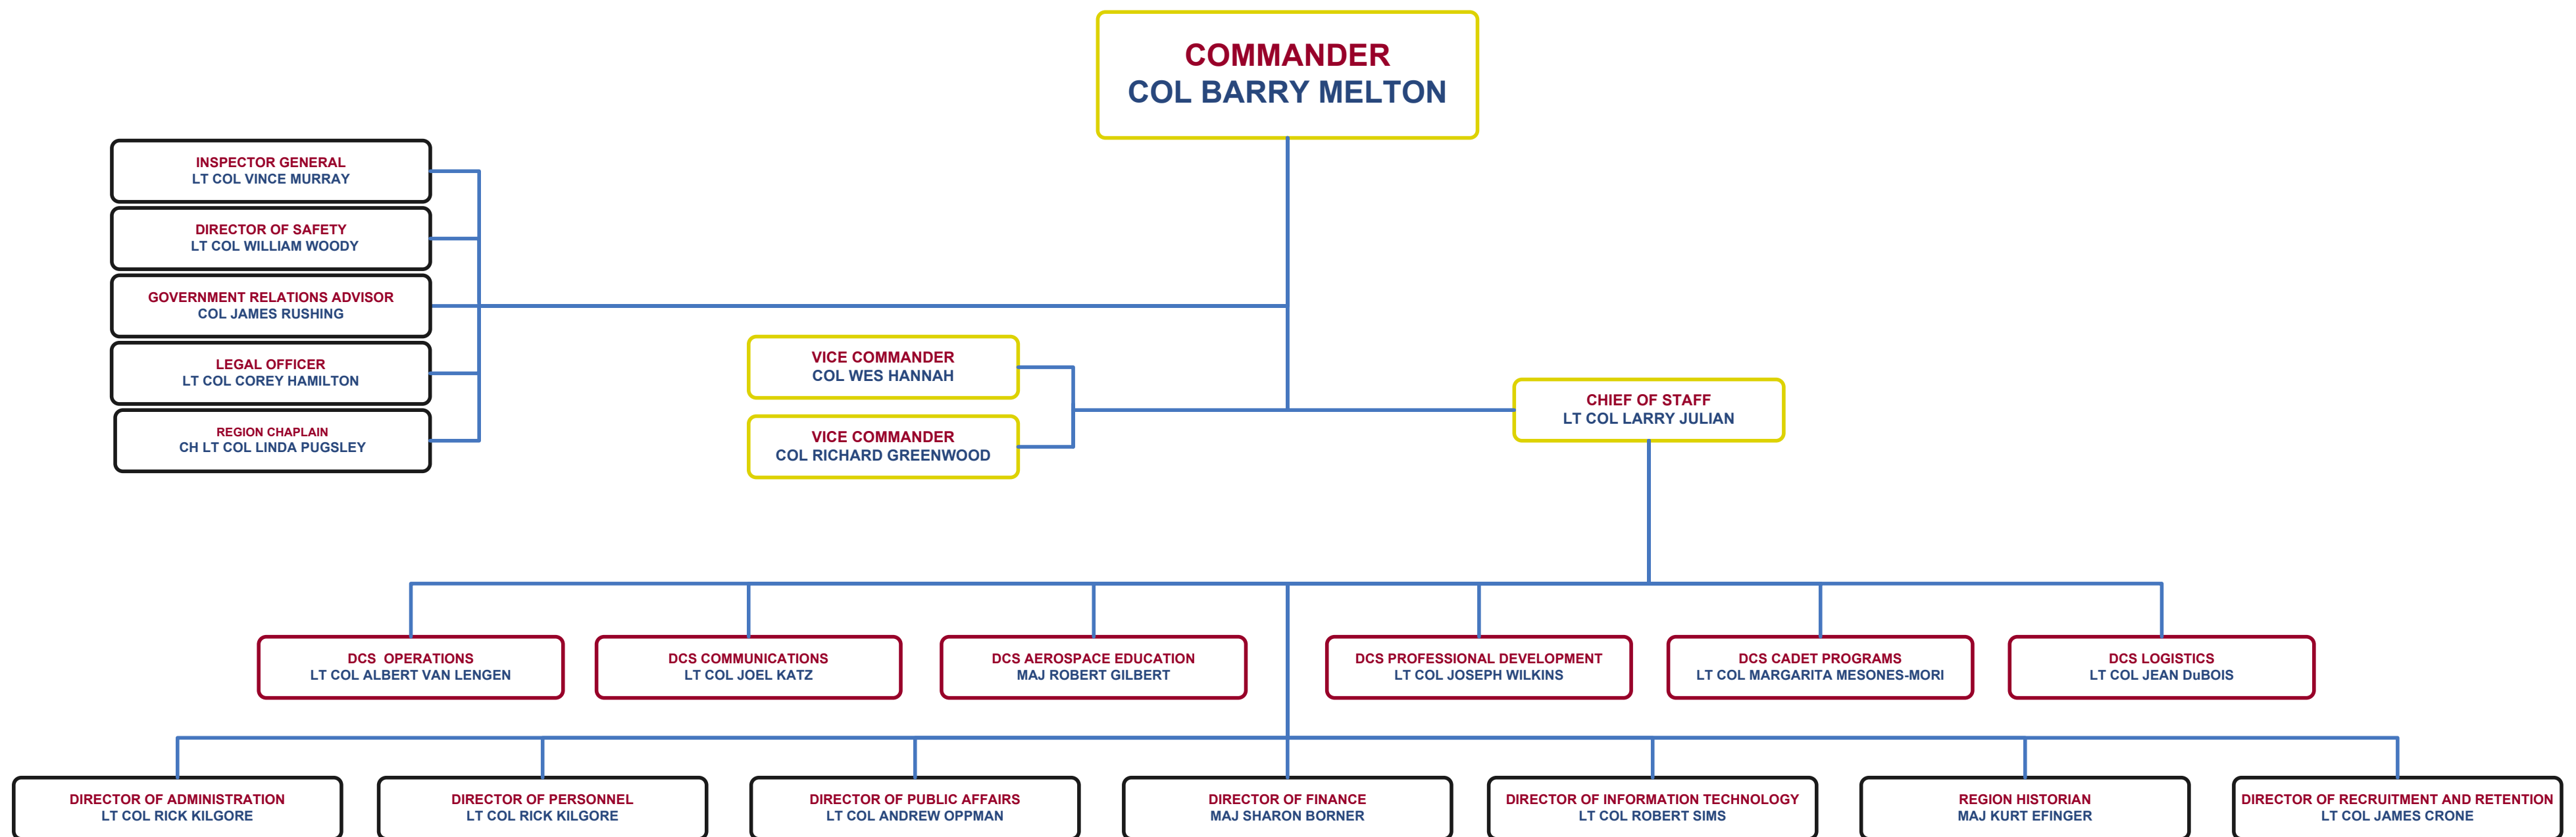 COMMANDER
COL BARRY MELTON
INSPECTOR GENERAL
LT COL VINCE MURRAY
DIRECTOR OF SAFETY
LT COL WILLIAM WOODY
GOVERNMENT RELATIONS ADVISOR
COL JAMES RUSHING
LEGAL OFFICER
LT COL COREY HAMILTON
REGION CHAPLAIN
CH LT COL LINDA PUGSLEY
VICE COMMANDER
COL WES HANNAH
VICE COMMANDER
COL RICHARD GREENWOOD
CHIEF OF STAFF
LT COL LARRY JULIAN
DCS OPERATIONS
LT COL ALBERT VAN LENGEN
DCS COMMUNICATIONS
LT COL JOEL KATZ
DCS AEROSPACE EDUCATION
MAJ ROBERT GILBERT
DCS PROFESSIONAL DEVELOPMENT
LT COL JOSEPH WILKINS
DCS CADET PROGRAMS
LT COL MARGARITA MESONES-MORI
DCS LOGISTICS
LT COL JEAN DuBOIS
DIRECTOR OF ADMINISTRATION
LT COL RICK KILGORE
DIRECTOR OF PERSONNEL
LT COL RICK KILGORE
DIRECTOR OF PUBLIC AFFAIRS
LT COL ANDREW OPPMAN
DIRECTOR OF FINANCE
MAJ SHARON BORNER
DIRECTOR OF INFORMATION TECHNOLOGY
LT COL ROBERT SIMS
REGION HISTORIAN
MAJ KURT EFINGER
DIRECTOR OF RECRUITMENT AND RETENTION
LT COL JAMES CRONE